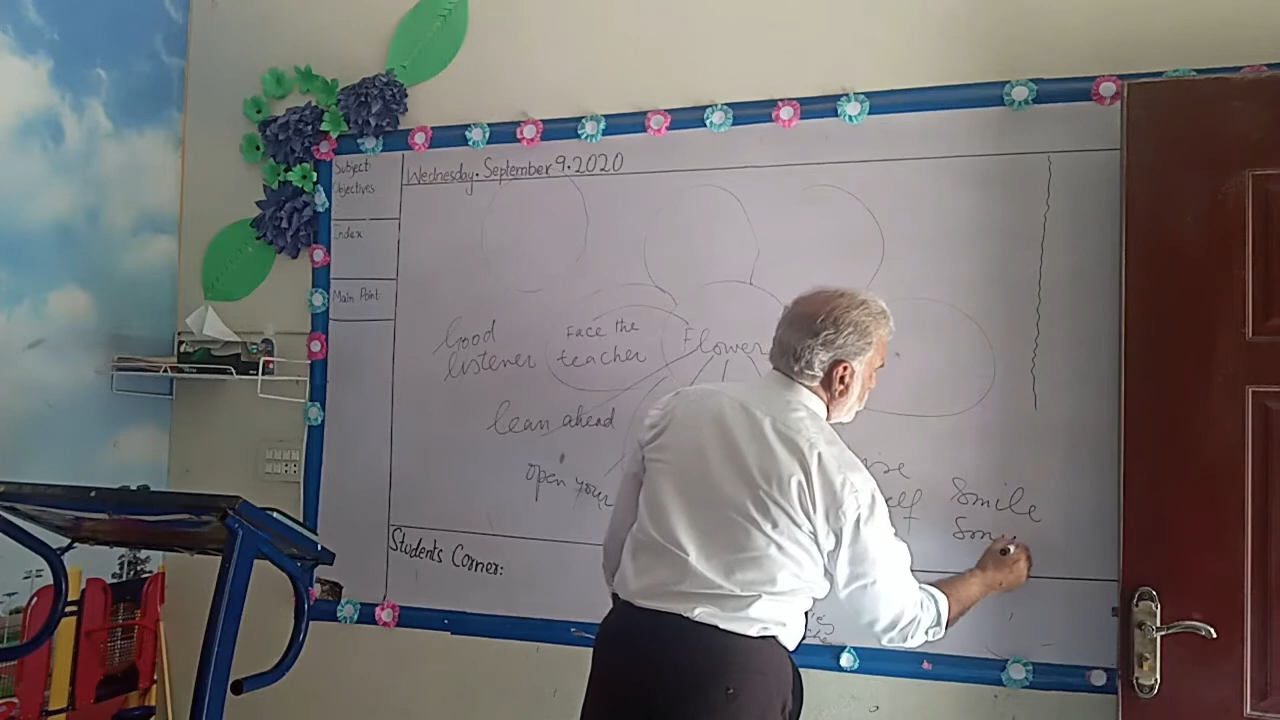 Subject:
Objectives
Wednesday. September 9. 2020
Index
Main Point
Good
listener
Face the
teacher
Flower
lean ahead
open your
Smile
Students Corner: